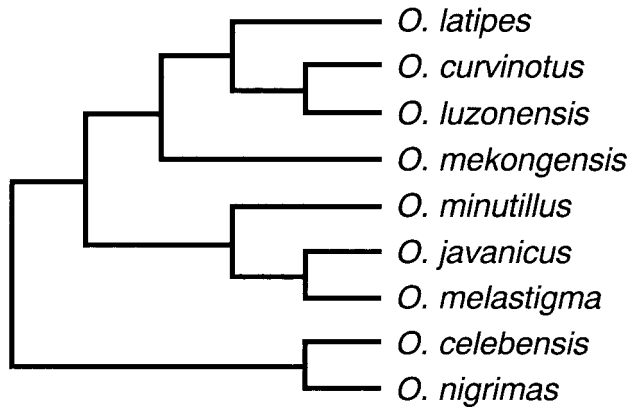 O. latipes
O. curvinotus
O. luzonensis
O. mekongensis
O. minutillus
O. javanicus
O. melastigma
O. celebensis
O. nigrimas